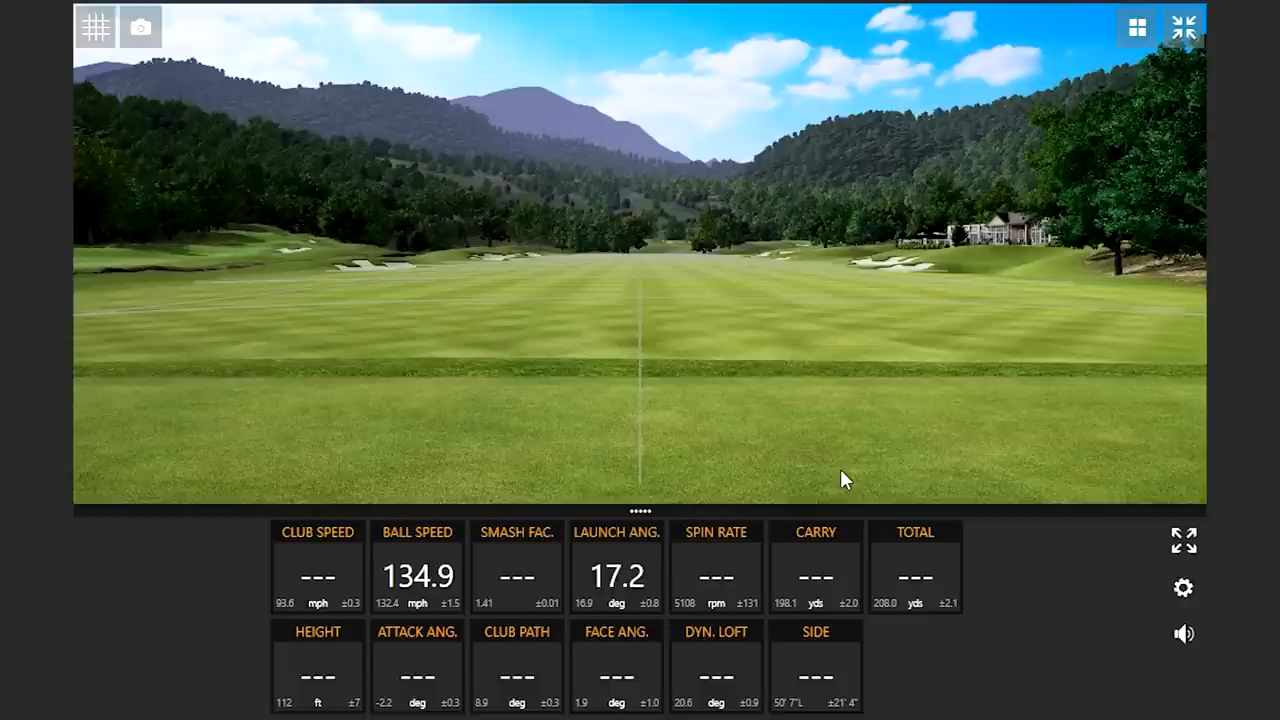 CLUB SPEED BALL SPEED SMASH FAC. LAUNCH ANG. SPIN RATE CARRY TOTAL
--- 134.9 --- 17.2 --- --- ---
93.6 mph ±0.3 132.4 mph ±1.5 1.41 ±0.01 16.9 deg ±0.8 5108 rpm ±131 198.1 yds ±2.0 208.0 yds ±2.1
HEIGHT ATTACK ANG. CLUB PATH FACE ANG. DYN. LOFT SIDE
--- --- --- --- --- ---
112 ft ±7 -2.2 deg ±0.3 8.9 deg ±0.3 1.9 deg ±1.0 20.6 deg ±0.9 50' 7"L ±21' 4"